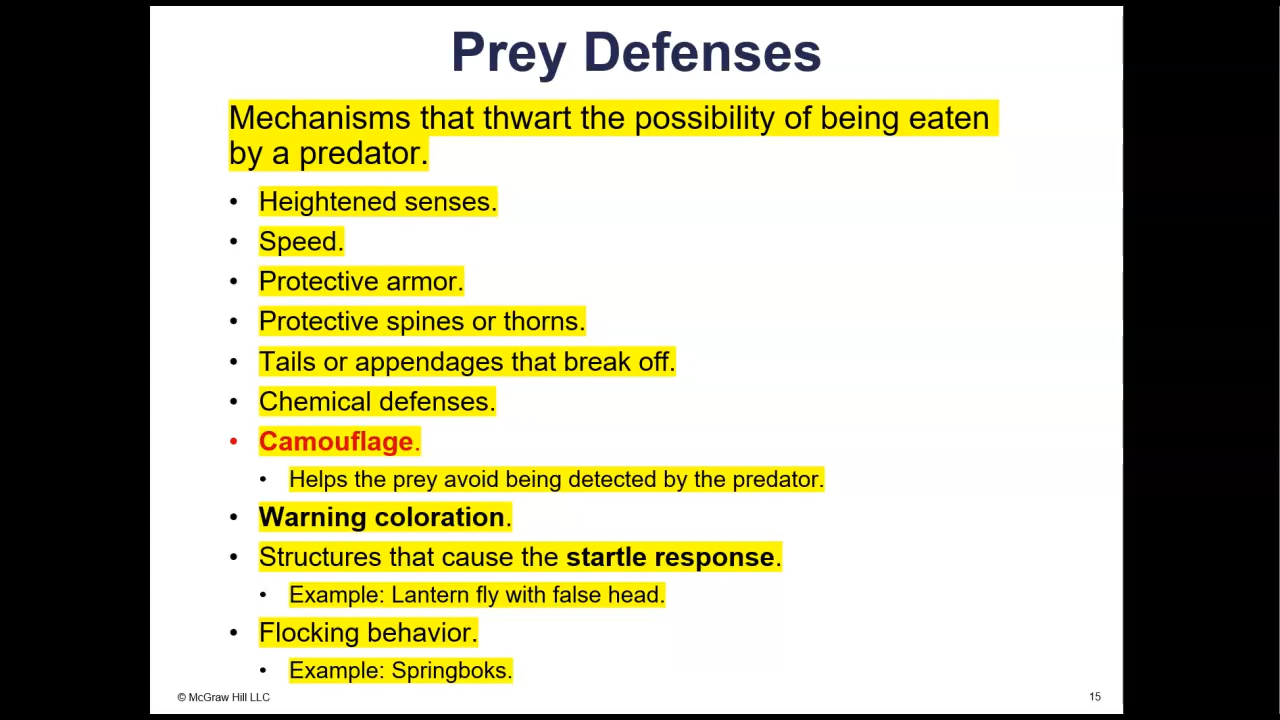 Prey Defenses
Mechanisms that thwart the possibility of being eaten
by a predator.
• Heightened senses.
• Speed.
• Protective armor.
• Protective spines or thorns.
• Tails or appendages that break off.
• Chemical defenses.
• Camouflage.
• Helps the prey avoid being detected by the predator.
• Warning coloration.
• Structures that cause the startle response.
• Example: Lantern fly with false head.
• Flocking behavior.
• Example: Springboks.
© McGraw Hill LLC
15